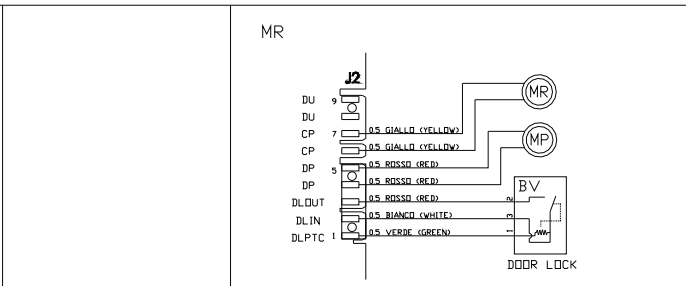 MR
J2
DU 9
DU
CP 7 0.5 GIALLO (YELLOW) MR
CP 0.5 GIALLO (YELLOW)
DP 5 0.5 ROSSO (RED) MP
DP 0.5 ROSSO (RED) BV
DLOUT 0.5 ROSSO (RED) 2
DLIN 0.5 BIANCO (WHITE) 3
DLPTC 1 0.5 VERDE (GREEN) 1
DOOR LOCK